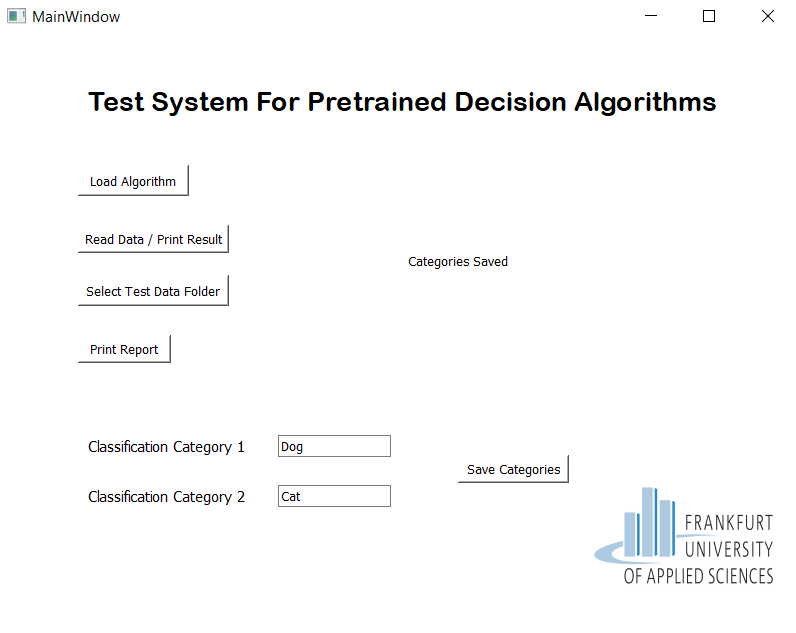 MainWindow
Test System For Pretrained Decision Algorithms
Load Algorithm
Read Data / Print Result
Categories Saved
Select Test Data Folder
Print Report
Classification Category 1
Dog
Save Categories
Classification Category 2
Cat
FRANKFURT
UNIVERSITY
OF APPLIED SCIENCES